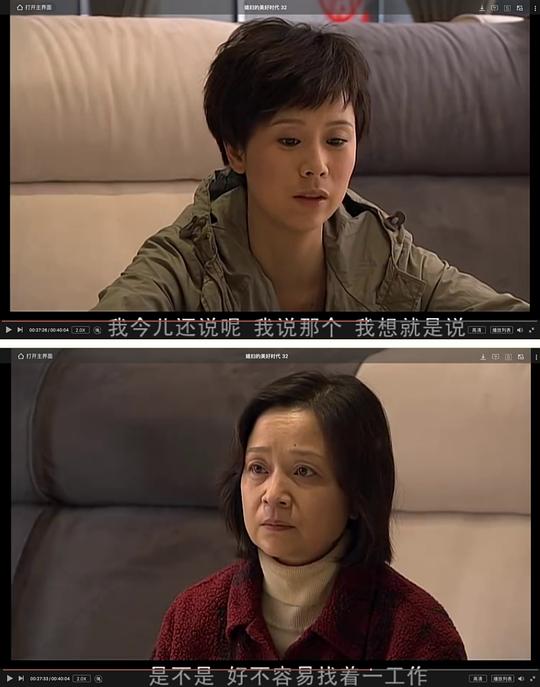 打开主界面
媳妇的美好时代 32
00:27:26/00:40:04
2.0X
高清
播放列表
我今儿还说呢 我说那个 我想就是说
打开主界面
媳妇的美好时代 32
00:27:33/00:40:04
2.0X
高清
播放列表
是不是 好不容易找着一工作